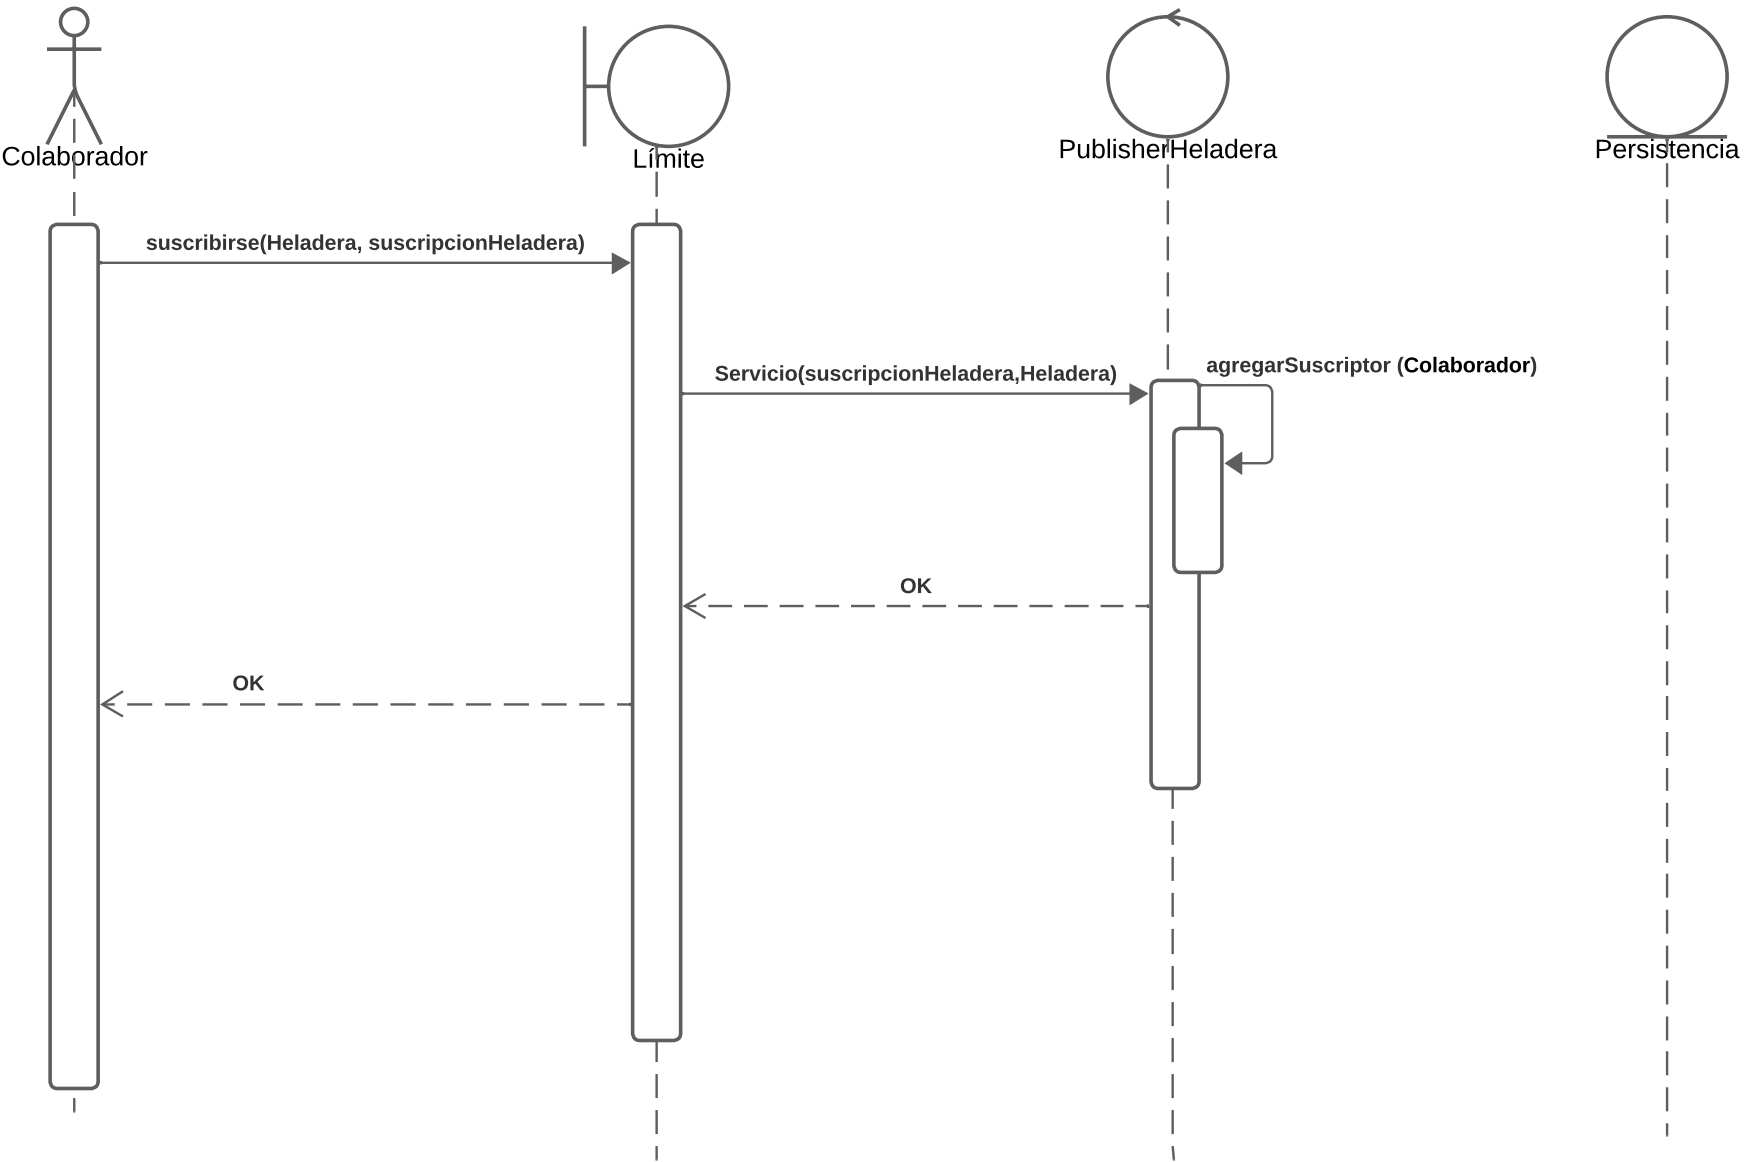 Colaborador
Límite
PublisherHeladera
Persistencia
suscribirse(Heladera, suscripcionHeladera)
Servicio(suscripcionHeladera,Heladera)
agregarSuscriptor (Colaborador)
OK
OK